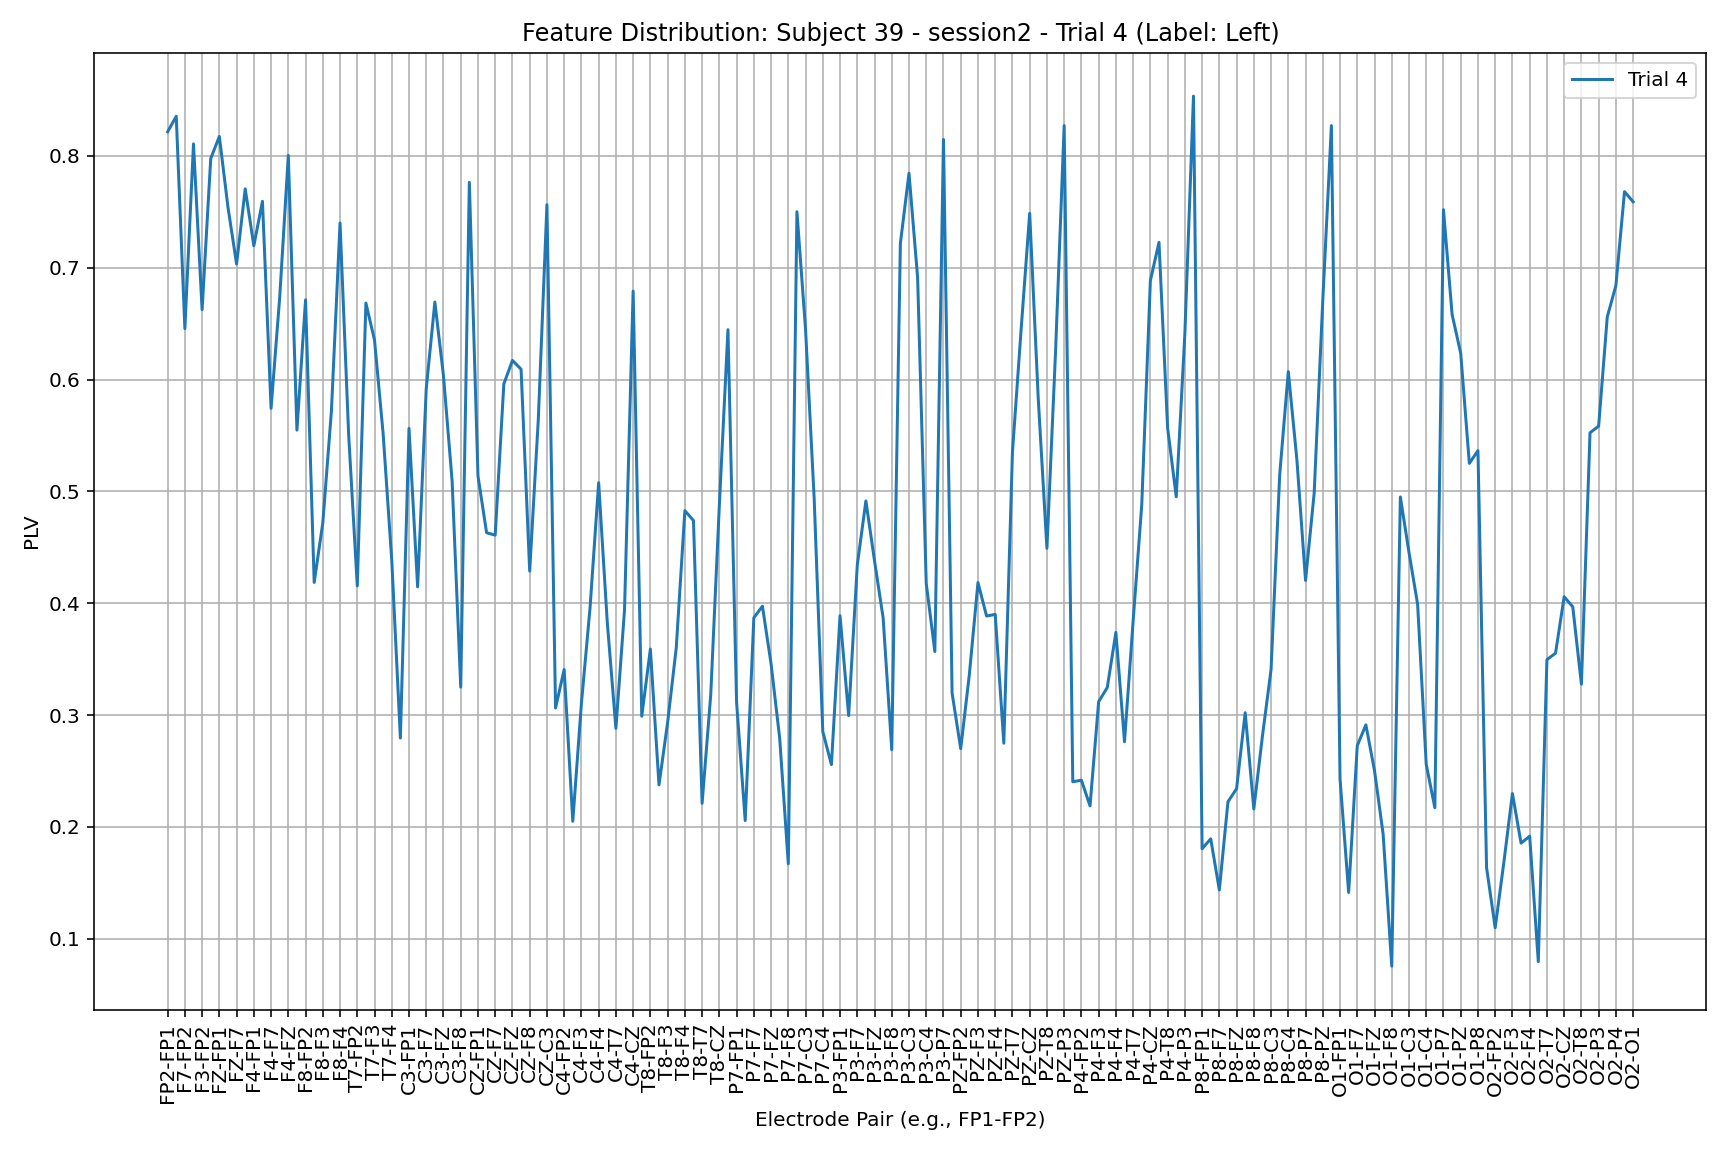 Feature Distribution: Subject 39 - session2 - Trial 4 (Label: Left)
Trial 4
PLV
0.8
0.7
0.6
0.5
0.4
0.3
0.2
0.1
FP2-FP1
F7-FP2
F3-FP2
FZ-FP1
FZ-F7
F4-FP1
F4-F7
F4-FZ
F8-FP2
F8-F3
F8-F4
T7-FP2
T7-F3
T7-F4
C3-FP1
C3-F7
C3-FZ
C3-F8
CZ-FP1
CZ-F7
CZ-FZ
CZ-F8
CZ-C3
C4-FP2
C4-F3
C4-F4
C4-T7
C4-CZ
T8-FP2
T8-F3
T8-F4
T8-T7
T8-CZ
P7-FP1
P7-F7
P7-FZ
P7-F8
P7-C3
P7-C4
P3-FP1
P3-F7
P3-FZ
P3-F8
P3-C3
P3-C4
P3-P7
PZ-FP2
PZ-F3
PZ-F4
PZ-T7
PZ-CZ
PZ-T8
PZ-P3
P4-FP2
P4-F3
P4-F4
P4-T7
P4-CZ
P4-T8
P4-P3
P8-FP1
P8-F7
P8-FZ
P8-F8
P8-C3
P8-C4
P8-P7
P8-PZ
O1-FP1
O1-F7
O1-FZ
O1-F8
O1-C3
O1-C4
O1-P7
O1-PZ
O1-P8
O2-FP2
O2-F3
O2-F4
O2-T7
O2-CZ
O2-T8
O2-P3
O2-P4
O2-O1
Electrode Pair (e.g., FP1-FP2)